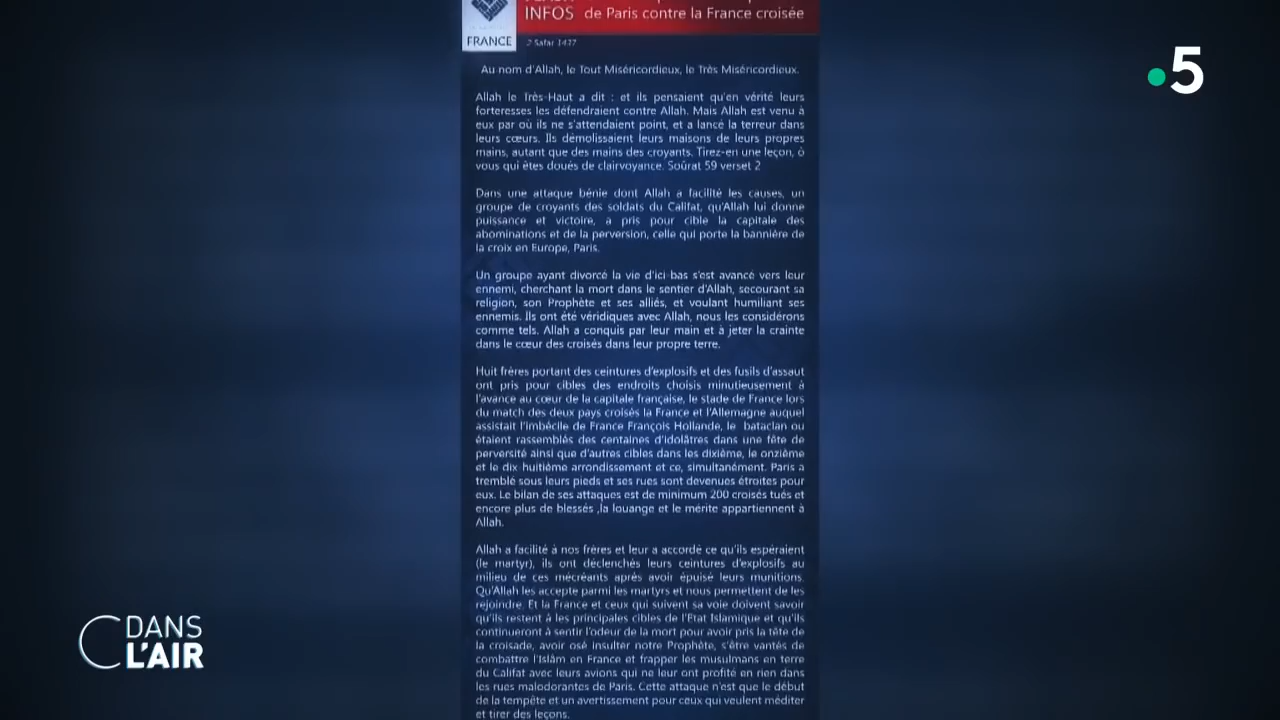 INFOS de Paris contre la France croisée
FRANCE
2 Safar 1437
5
Au nom d'Allah, le Tout Miséricordieux, le Très Miséricordieux.
Allah le Très-Haut a dit : et ils pensaient qu'en vérité leurs
forteresses les défendraient contre Allah. Mais Allah est venu à
eux par où ils ne s'attendaient point, et a lancé la terreur dans
leurs cœurs. Ils démolissaient leurs maisons de leurs propres
mains, autant que des mains des croyants. Tirez-en une leçon, ô
vous qui êtes doués de clairvoyance. Soûrat 59 verset 2
Dans une attaque bénie dont Allah a facilité les causes, un
groupe de croyants des soldats du Califat, qu'Allah lui donne
puissance et victoire, a pris pour cible la capitale des
abominations et de la perversion, celle qui porte la bannière de
la croix en Europe, Paris.
Un groupe ayant divorcé la vie d'ici-bas s'est avancé vers leur
ennemi, cherchant la mort dans le sentier d'Allah, secourant sa
religion, son Prophète et ses alliés, et voulant humiliant ses
ennemis. Ils ont été véridiques avec Allah, nous les considérons
comme tels. Allah a conquis par leur main et à jeter la crainte
dans le cœur des croisés dans leur propre terre.
Huit frères portant des ceintures d'explosifs et des fusils d'assaut
ont pris pour cibles des endroits choisis minutieusement à
l'avance au cœur de la capitale française, le stade de France lors
du match des deux pays croisés la France et l'Allemagne auquel
assistait l'imbécile de France François Hollande, le bataclan ou
étaient rassemblés des centaines d'idolâtres dans une fête de
perversité ainsi que d'autres cibles dans les dixième, le onzième
et le dix-huitième arrondissement et ce, simultanément. Paris a
tremblé sous leurs pieds et ses rues sont devenues étroites pour
eux. Le bilan de ses attaques est de minimum 200 croisés tués et
encore plus de blessés ,la louange et le mérite appartiennent à
Allah.
Allah a facilité à nos frères et leur a accordé ce qu'ils espéraient
(le martyr), ils ont déclenchés leurs ceintures d'explosifs au
milieu de ces mécréants après avoir épuisé leurs munitions.
Qu'Allah les accepte parmi les martyrs et nous permettent de les
rejoindre. Et la France et ceux qui suivent sa voie doivent savoir
qu'ils restent à les principales cibles de l'Etat Islamique et qu'ils
continueront à sentir l'odeur de la mort pour avoir pris la tête de
la croisade, avoir osé insulter notre Prophète, s'être vantés de
combattre l'Islâm en France et frapper les musulmans en terre
du Califat avec leurs avions qui ne leur ont profité en rien dans
les rues malodorantes de Paris. Cette attaque n'est que le début
de la tempête et un avertissement pour ceux qui veulent méditer
et tirer des leçons.
C DANS
L'AIR